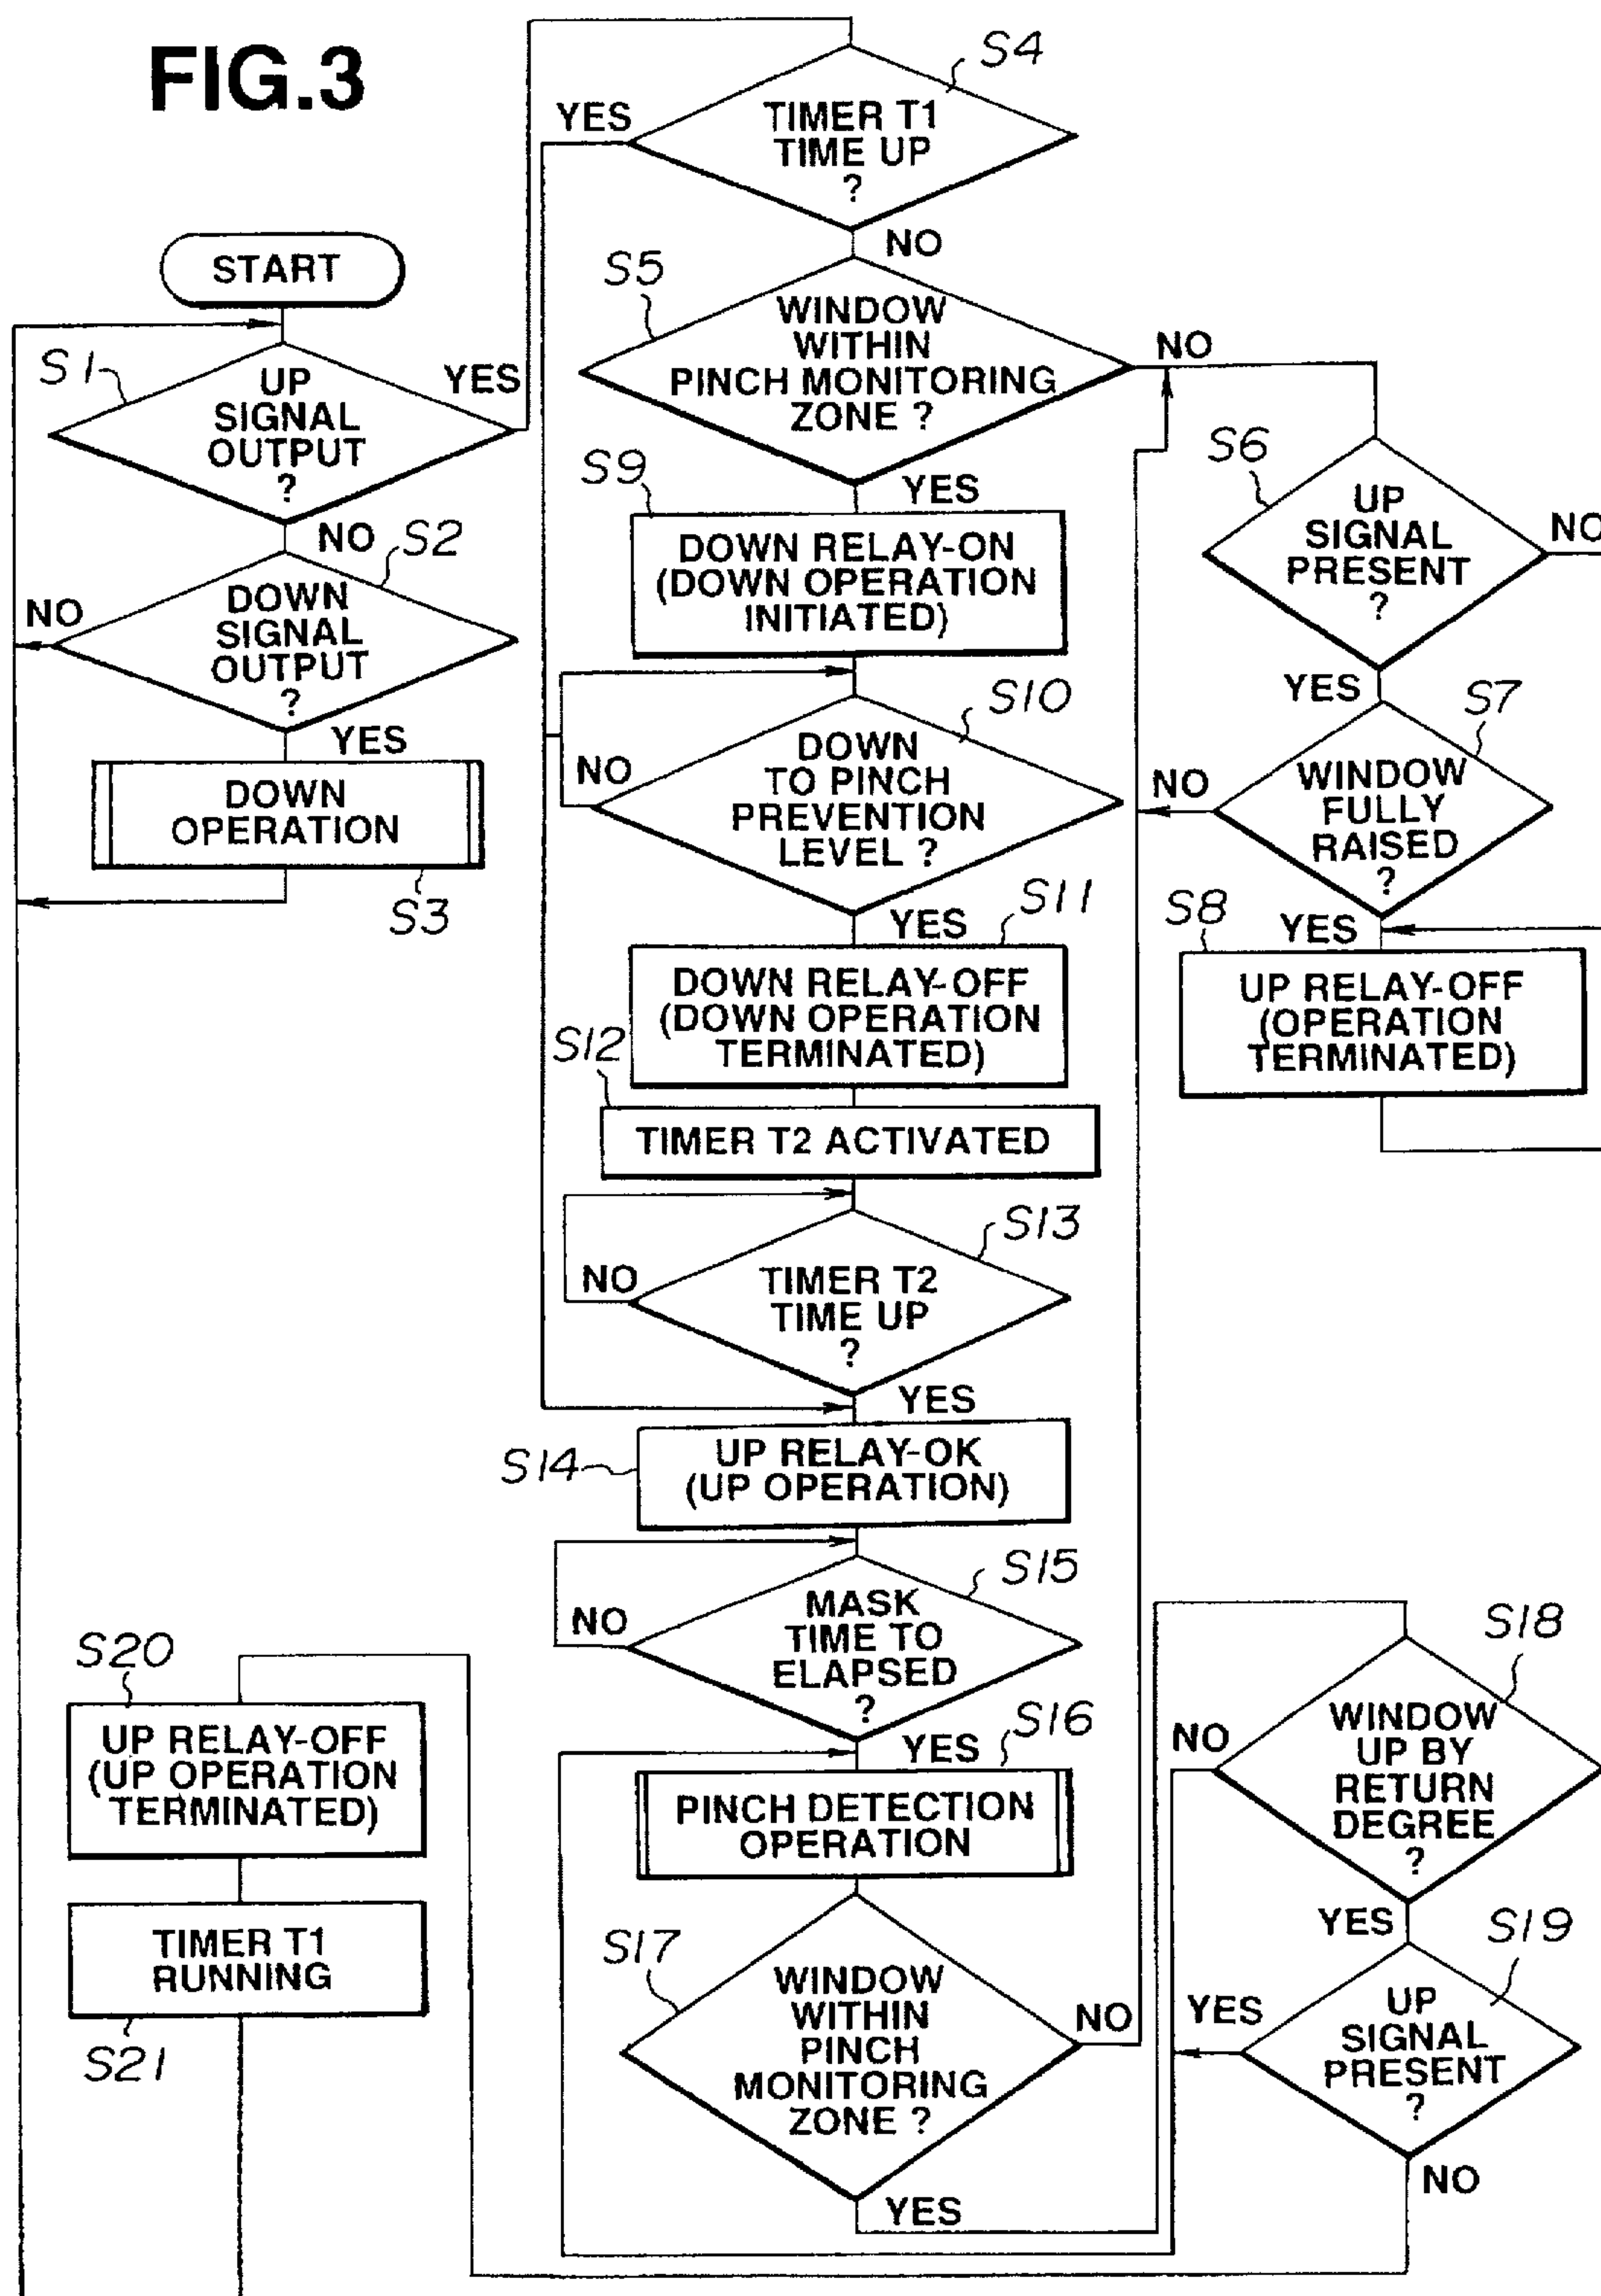 FIG.3
START
S1
UP
SIGNAL
OUTPUT
?
YES
NO
S2
DOWN
SIGNAL
OUTPUT
?
NO
YES
DOWN
OPERATION
S3
S4
TIMER T1
TIME UP
?
YES
NO
S5
WINDOW
WITHIN
PINCH MONITORING
ZONE ?
NO
YES
S6
UP
SIGNAL
PRESENT
?
NO
YES
S7
WINDOW
FULLY
RAISED
?
NO
YES
S8
UP RELAY-OFF
(OPERATION
TERMINATED)
S9
DOWN RELAY-ON
(DOWN OPERATION
INITIATED)
S10
DOWN
TO PINCH
PREVENTION
LEVEL ?
NO
YES
S11
DOWN RELAY-OFF
(DOWN OPERATION
TERMINATED)
S12
TIMER T2 ACTIVATED
S13
TIMER T2
TIME UP
?
NO
YES
S14
UP RELAY-OK
(UP OPERATION)
S15
MASK
TIME TO
ELAPSED
?
NO
YES
S16
PINCH DETECTION
OPERATION
S17
WINDOW
WITHIN
PINCH
MONITORING
ZONE ?
NO
YES
S18
WINDOW
UP BY
RETURN
DEGREE
?
NO
YES
S19
UP
SIGNAL
PRESENT
?
YES
NO
S20
UP RELAY-OFF
(UP OPERATION
TERMINATED)
TIMER T1
RUNNING
S21